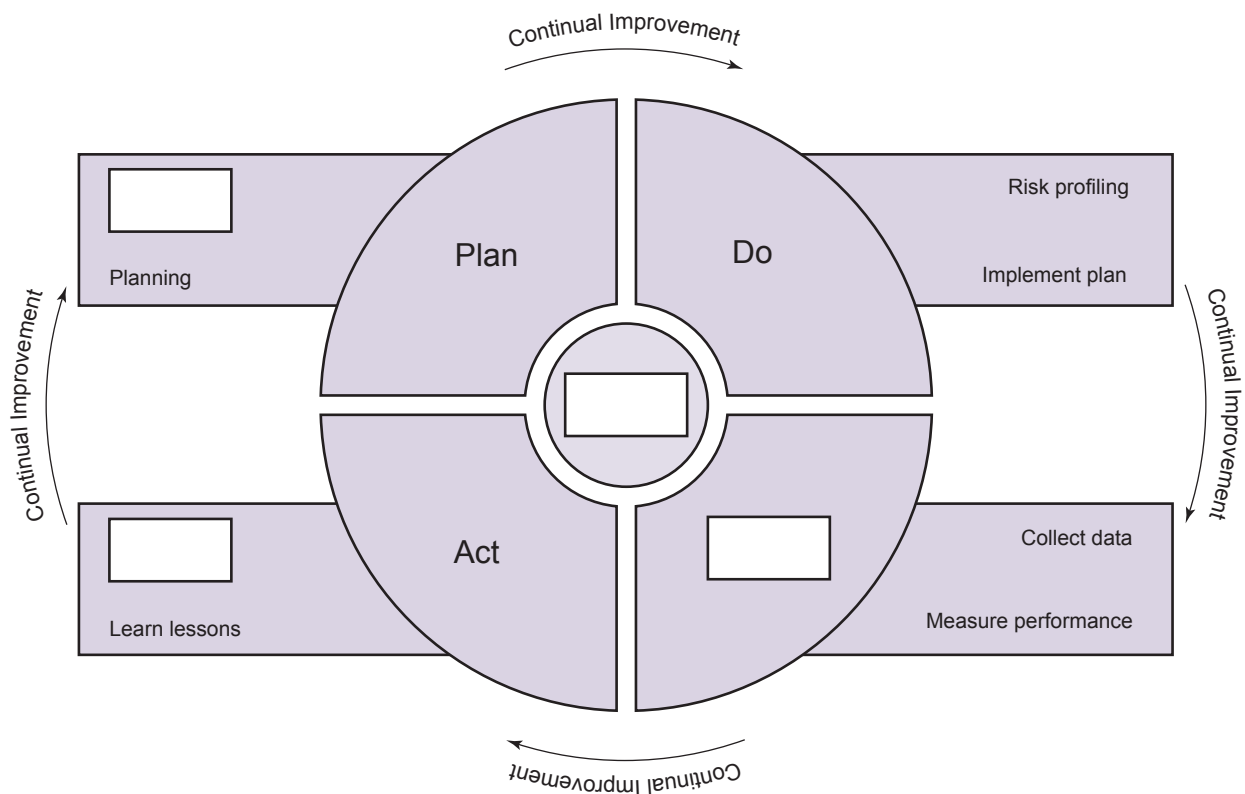 Continual Improvement
Plan
Do
Risk profiling
Planning
Implement plan
Continual Improvement
Continual Improvement
Act
Collect data
Learn lessons
Measure performance
Continual Improvement